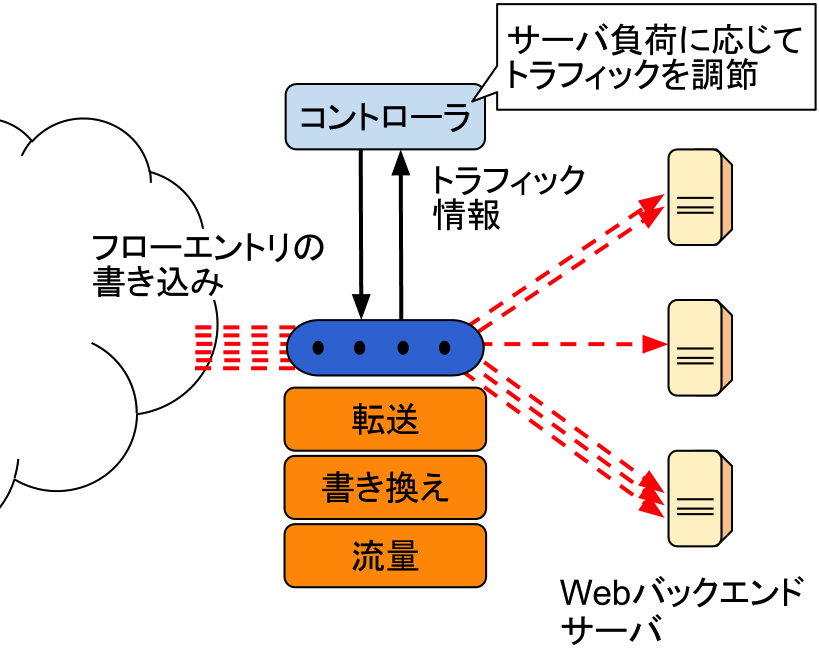 サーバ負荷に応じて
トラフィックを調節
コントローラ
トラフィック
情報
フローエントリの
書き込み
転送
書き換え
流量
Webバックエンド
サーバ